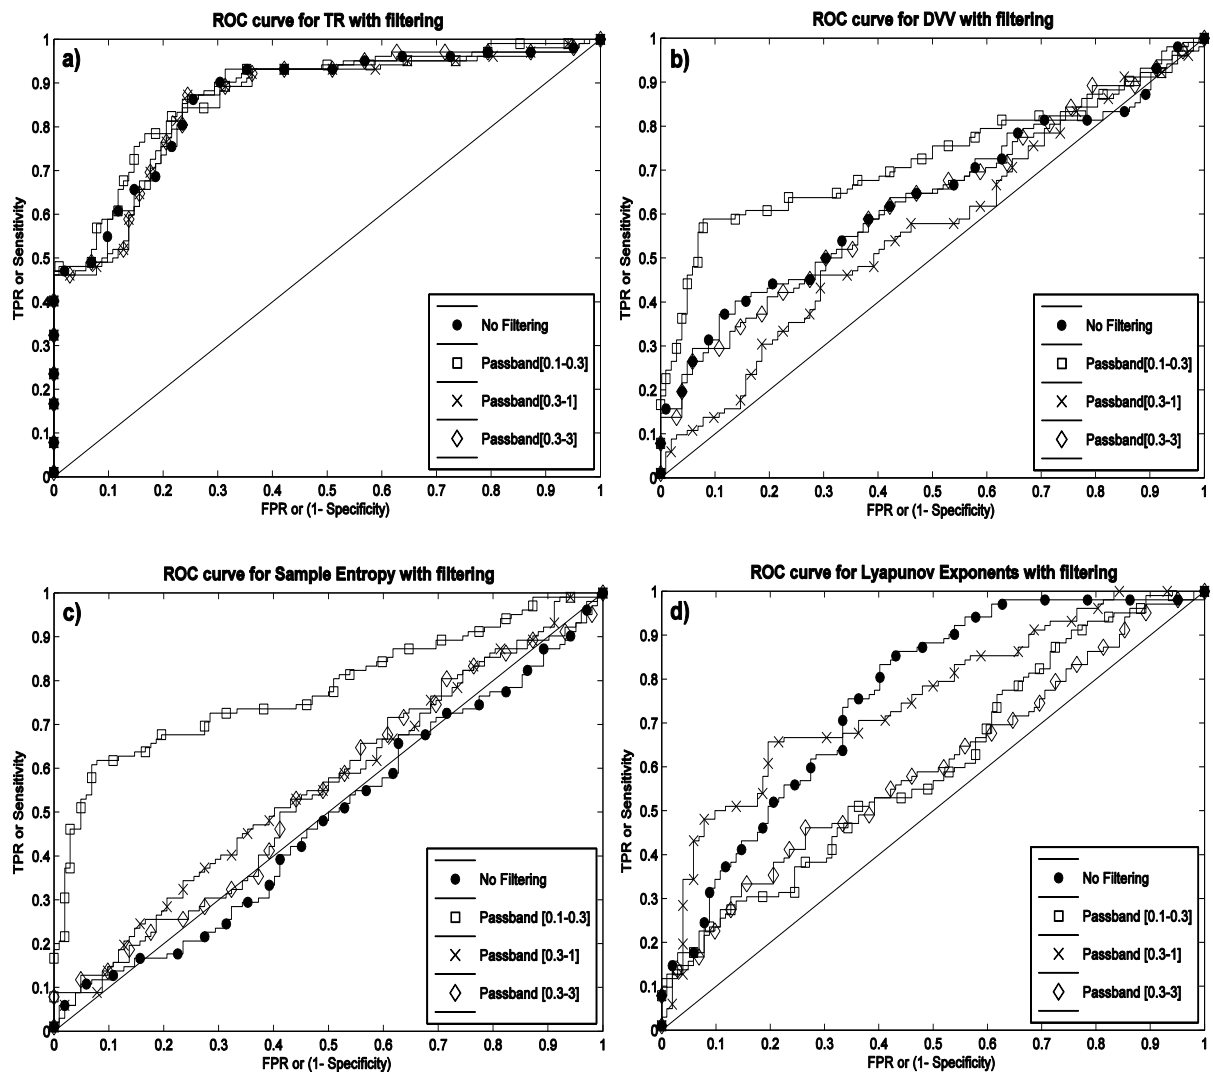 ROC curve for TR with filtering
a)
1
0.9
0.8
0.7
0.6
0.5
0.4
0.3
0.2
0.1
0
TPR or Sensitivity
No Filtering
Passband[0.1-0.3]
Passband[0.3-1]
Passband[0.3-3]
0 0.1 0.2 0.3 0.4 0.5 0.6 0.7 0.8 0.9 1
FPR or (1- Specificity)
ROC curve for DVV with filtering
b)
1
0.9
0.8
0.7
0.6
0.5
0.4
0.3
0.2
0.1
0
TPR or Sensitivity
No Filtering
Passband[0.1-0.3]
Passband[0.3-1]
Passband[0.3-3]
0 0.1 0.2 0.3 0.4 0.5 0.6 0.7 0.8 0.9 1
FPR or (1- Specificity)
ROC curve for Sample Entropy with filtering
c)
1
0.9
0.8
0.7
0.6
0.5
0.4
0.3
0.2
0.1
0
TPR or Sensitivity
No Filtering
Passband [0.1-0.3]
Passband [0.3-1]
Passband [0.3-3]
0 0.1 0.2 0.3 0.4 0.5 0.6 0.7 0.8 0.9 1
FPR or (1- Specificity)
ROC curve for Lyapunov Exponents with filtering
d)
1
0.9
0.8
0.7
0.6
0.5
0.4
0.3
0.2
0.1
0
TPR or Sensitivity
No Filtering
Passband [0.1-0.3]
Passband [0.3-1]
Passband [0.3-3]
0 0.1 0.2 0.3 0.4 0.5 0.6 0.7 0.8 0.9 1
FPR or (1- Specificity)